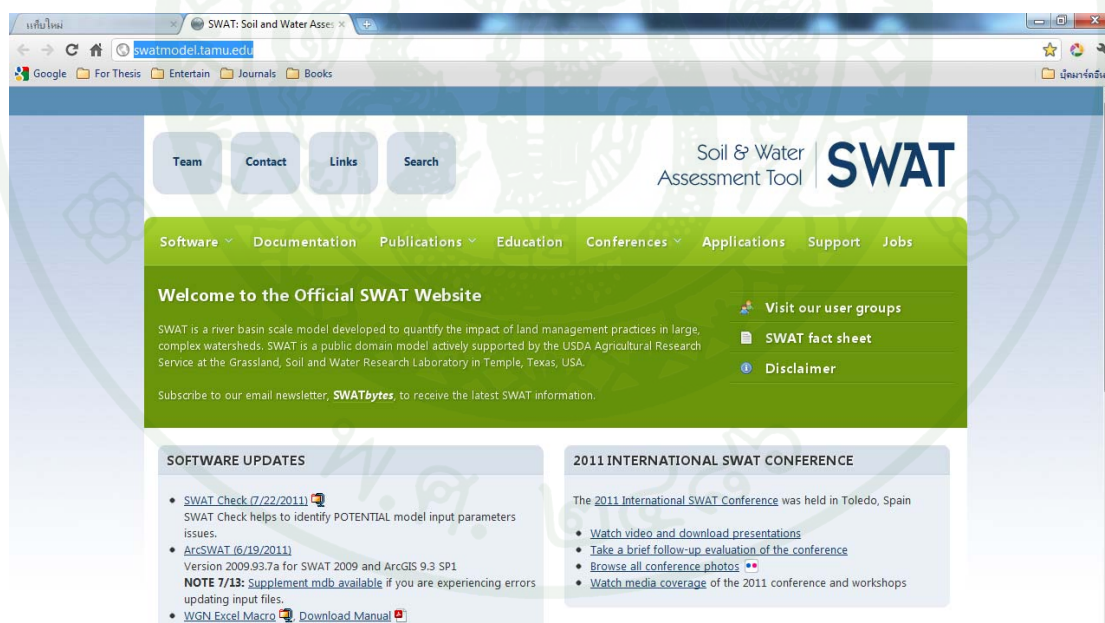 แท็บใหม่
SWAT: Soil and Water Asses
swatmodel.tamu.edu
Google For Thesis Entertain Journals Books
Team Contact Links Search
Soil & Water
Assessment Tool
SWAT
Software Documentation Publications Education Conferences Applications Support Jobs
Welcome to the Official SWAT Website
SWAT is a river basin scale model developed to quantify the impact of land management practices in large,
complex watersheds. SWAT is a public domain model actively supported by the USDA Agricultural Research
Service at the Grassland, Soil and Water Research Laboratory in Temple, Texas, USA.
Subscribe to our email newsletter, SWATbytes, to receive the latest SWAT information.
Visit our user groups
SWAT fact sheet
Disclaimer
SOFTWARE UPDATES
SWAT Check (7/22/2011)
SWAT Check helps to identify POTENTIAL model input parameters
issues.
ArcSWAT (6/19/2011)
Version 2009.93.7a for SWAT 2009 and ArcGIS 9.3 SP1
NOTE 7/13: Supplement mdb available if you are experiencing errors
updating input files.
WGN Excel Macro , Download Manual
2011 INTERNATIONAL SWAT CONFERENCE
The 2011 International SWAT Conference was held in Toledo, Spain
Watch video and download presentations
Take a brief follow-up evaluation of the conference
Browse all conference photos
Watch media coverage of the 2011 conference and workshops